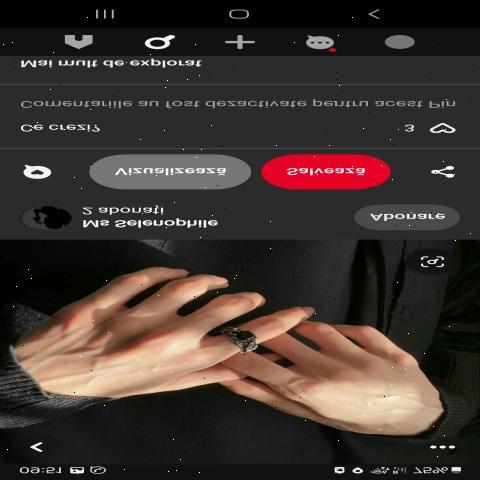 09:51 75%
Ms Selenophile
2 abonați
Abonare
Vizualizează
Salvează
Ce crezi?
3
Comentariile au fost dezactivate pentru acest Pin
Mai mult de explorat